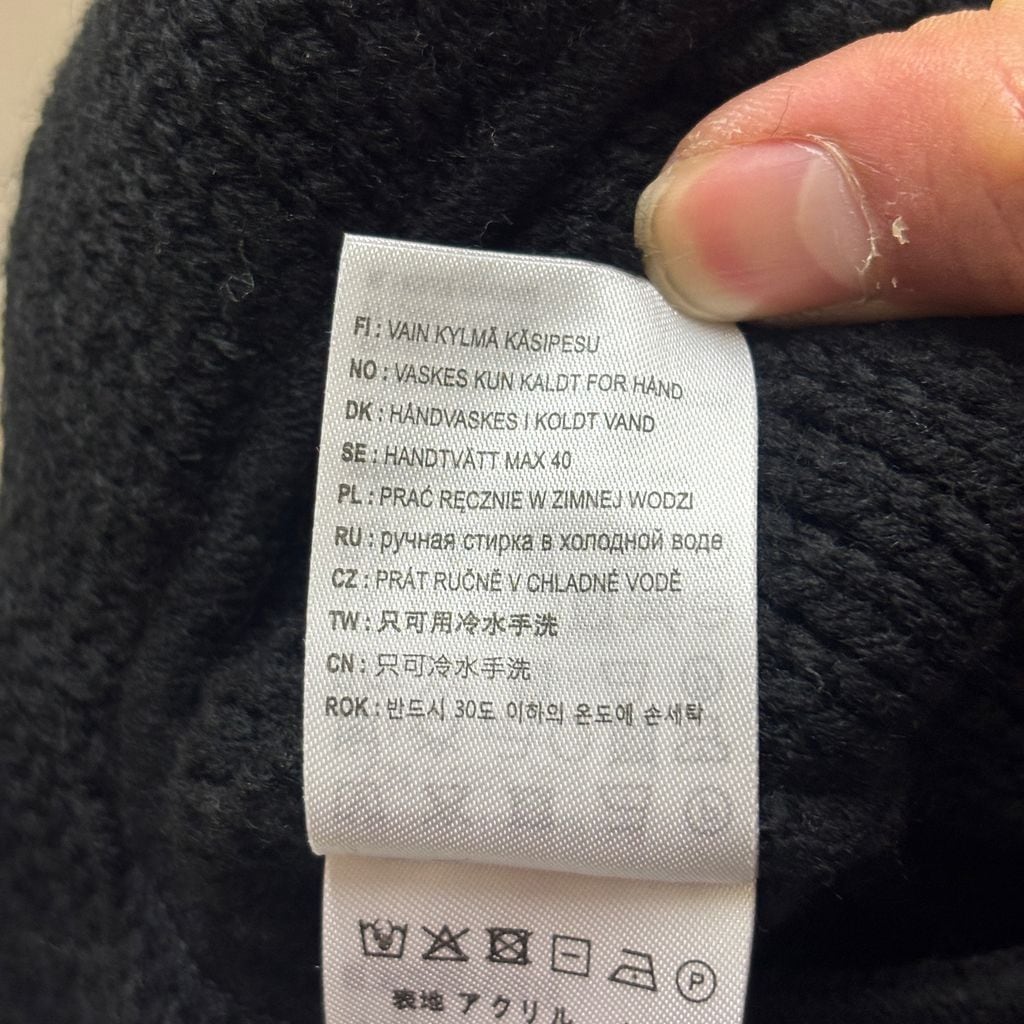 FI : VAIN KYLMÄ KÄSIPESU
NO : VASKES KUN KALDT FOR HÅND
DK : HÅNDVASKES I KOLDT VAND
SE : HANDTVÄTT MAX 40
PL : PRAĆ RĘCZNIE W ZIMNEJ WODZI
RU : ручная стирка в холодной воде
CZ : PRÁT RUČNĚ V CHLADNÉ VODĚ
TW : 只可用冷水手洗
CN : 只可冷水手洗
ROK : 반드시 30도 이하의 온도에 손세탁
P
表地 アクリル